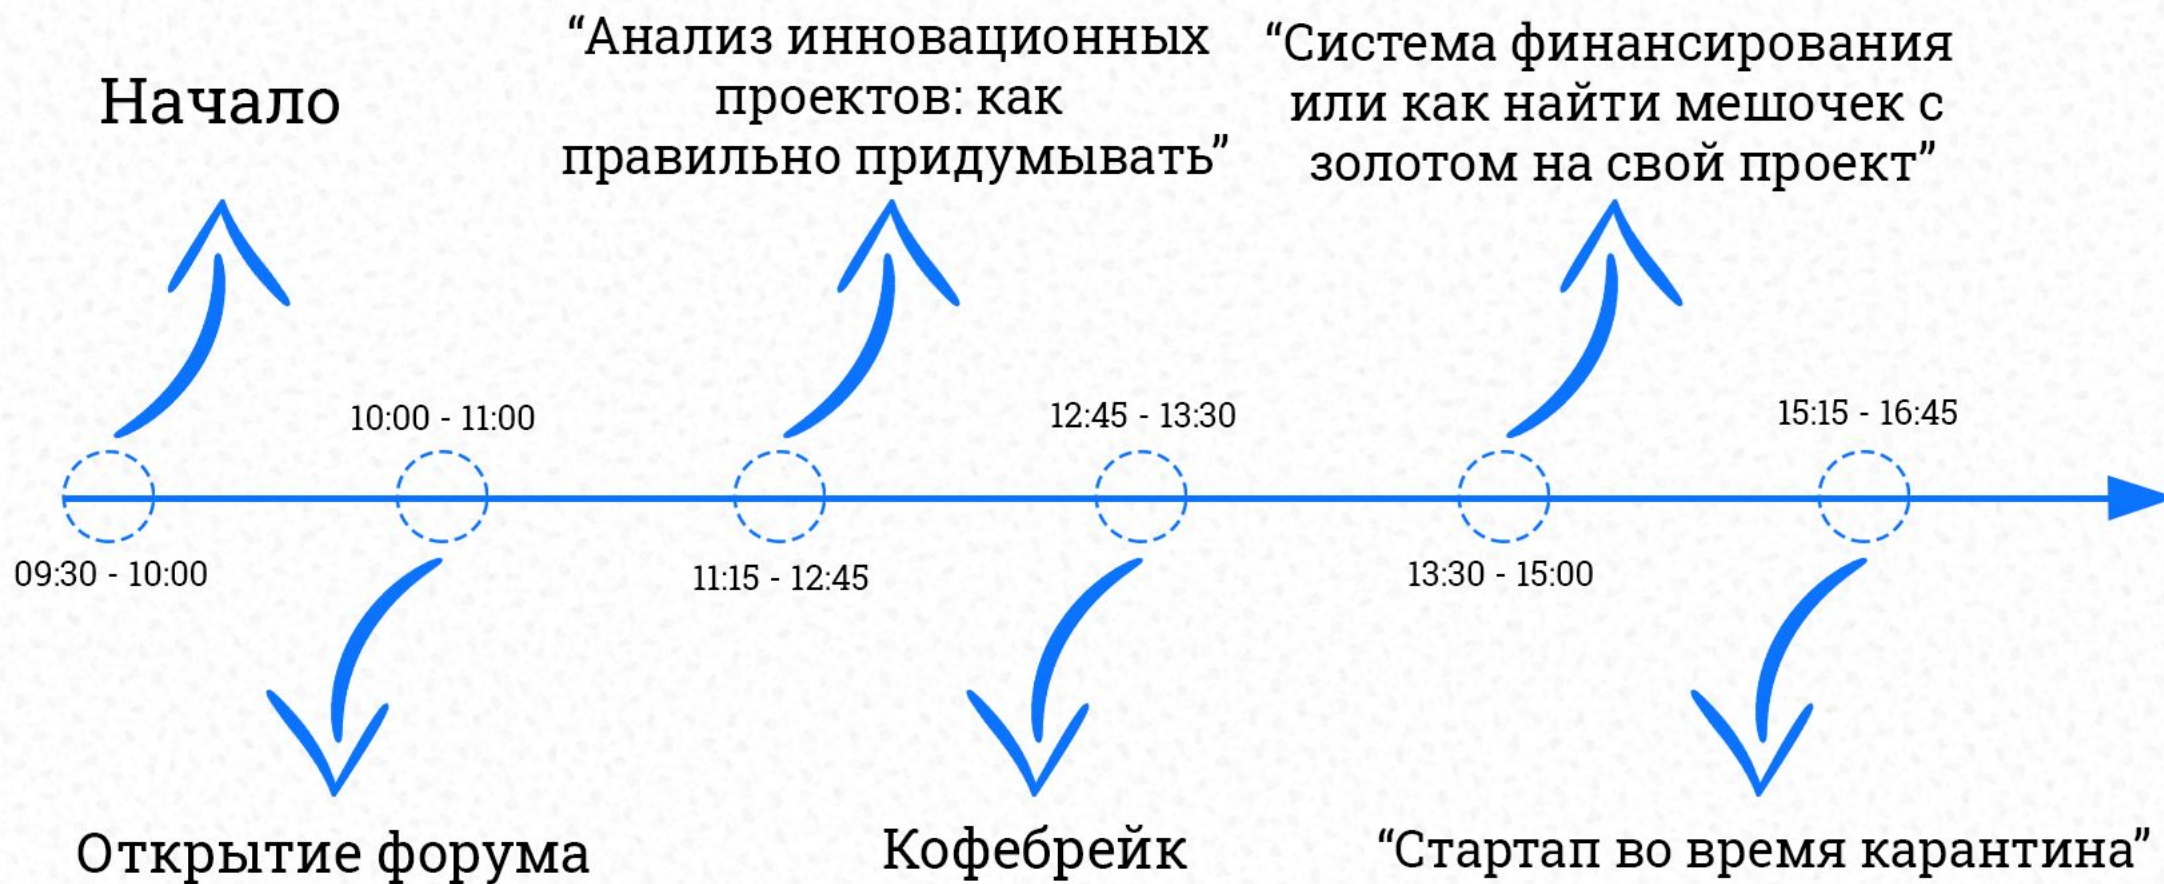 Начало
“Анализ инновационных
проектов: как
правильно придумывать”
“Система финансирования
или как найти мешочек с
золотом на свой проект”
10:00 - 11:00
12:45 - 13:30
15:15 - 16:45
09:30 - 10:00
11:15 - 12:45
13:30 - 15:00
Открытие форума
Кофебрейк
“Стартап во время карантина”